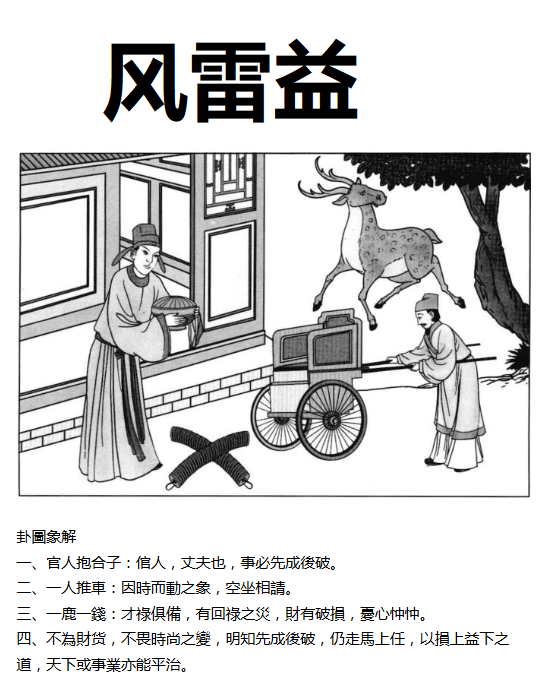 风雷益
卦圖象解
一、官人抱合子：倌人，丈夫也，事必先成後破。
二、一人推車：因時而動之象，空坐相請。
三、一鹿一錢：才祿俱備，有回祿之災，財有破損，憂心忡忡。
四、不為財货，不畏時尚之變，明知先成後破，仍走馬上任，以損上益下之
道，天下或事業亦能平治。